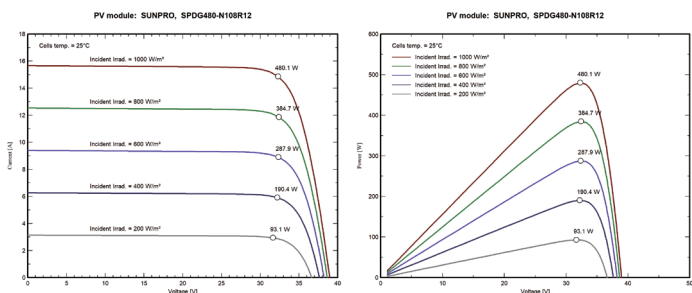 PV module: SUNPRO, SPDG480-N108R12
18
16
14
12
10
8
6
4
2
0
Current [A]
Cells temp. = 25°C
Incident Irrad. = 1000 W/m²
480.1 W
Incident Irrad. = 800 W/m²
384.7 W
Incident Irrad. = 600 W/m²
287.9 W
Incident Irrad. = 400 W/m²
190.4 W
Incident Irrad. = 200 W/m²
93.1 W
0 5 10 15 20 25 30 35 40
Voltage [V]
PV module: SUNPRO, SPDG480-N108R12
600
500
400
300
200
100
0
Power [W]
Cells temp. = 25°C
Incident Irrad. = 1000 W/m²
Incident Irrad. = 800 W/m²
Incident Irrad. = 600 W/m²
Incident Irrad. = 400 W/m²
Incident Irrad. = 200 W/m²
480.1 W
384.7 W
287.9 W
190.4 W
93.1 W
0 10 20 30 40 50
Voltage [V]